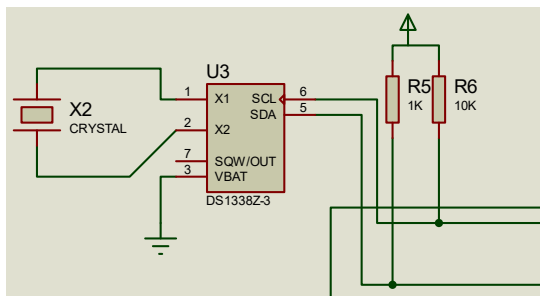 U3
1
X1
SCL
6
SDA
5
X2
CRYSTAL
2
X2
7
SQW/OUT
3
VBAT
DS1338Z-3
R5
1K
R6
10K